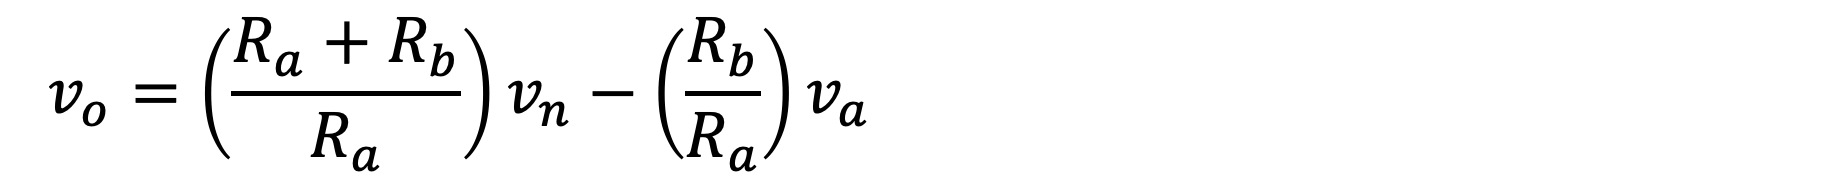 v_o = ((R_a + R_b)/R_a) v_n − (R_b/R_a) v_a